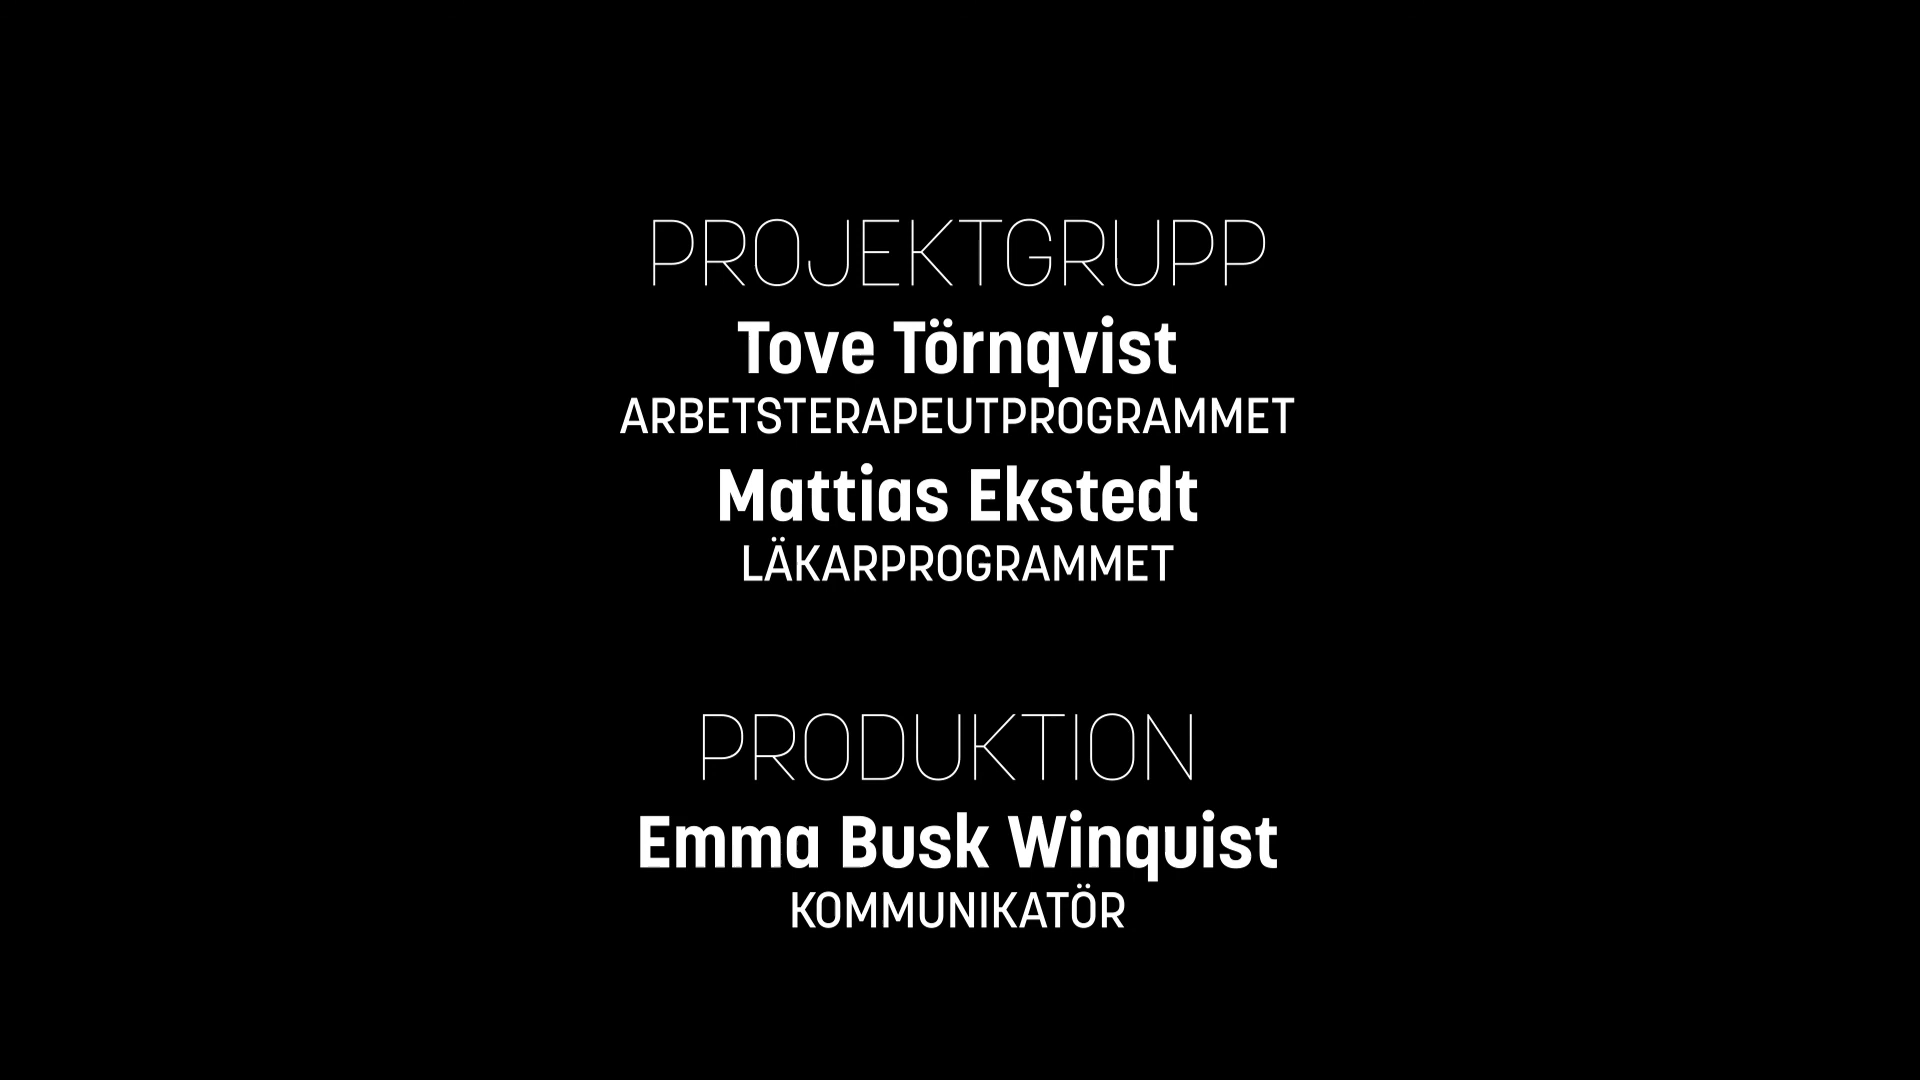 PROJEKTGRUPP
Tove Törnqvist
ARBETSTERAPEUTPROGRAMMET
Mattias Ekstedt
LÄKARPROGRAMMET
PRODUKTION
Emma Busk Winquist
KOMMUNIKATÖR